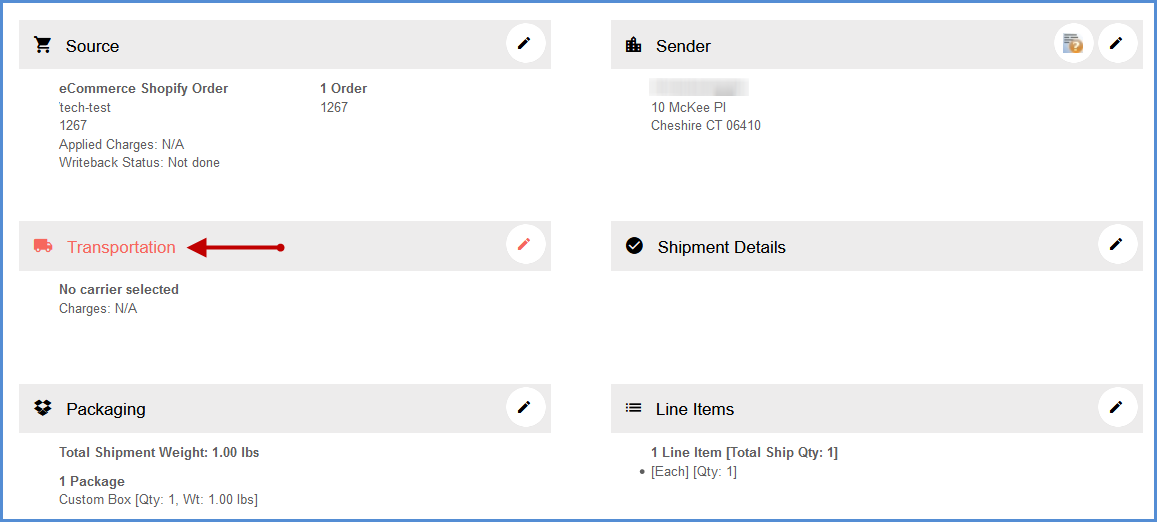 Source
eCommerce Shopify Order
tech-test
1267
Applied Charges: N/A
Writeback Status: Not done
1 Order
1267
Sender
10 McKee Pl
Cheshire CT 06410
Transportation
No carrier selected
Charges: N/A
Shipment Details
Packaging
Total Shipment Weight: 1.00 lbs
1 Package
Custom Box [Qty: 1, Wt: 1.00 lbs]
Line Items
1 Line Item [Total Ship Qty: 1]
• [Each] [Qty: 1]